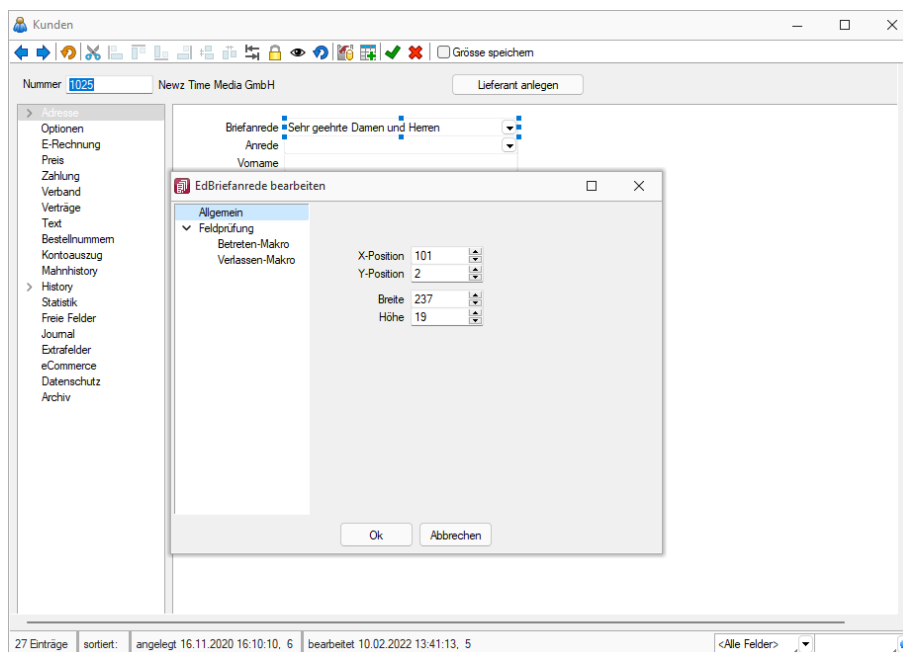 Kunden
Grösse speichern
Nummer 1025 Newz Time Media GmbH Lieferant anlegen
Adresse
Optionen
E-Rechnung
Preis
Zahlung
Verband
Verträge
Text
Bestellnummern
Kontoauszug
Mahnhistory
History
Statistik
Freie Felder
Journal
Extrafelder
eCommerce
Datenschutz
Archiv
Briefanrede Sehr geehrte Damen und Herren
Anrede
Vorname
EdBriefanrede bearbeiten
Allgemein
Feldprüfung
Betreten-Makro
Verlassen-Makro
X-Position 101
Y-Position 2
Breite 237
Höhe 19
Ok Abbrechen
27 Einträge sortiert: angelegt 16.11.2020 16:10:10, 6 bearbeitet 10.02.2022 13:41:13, 5 <Alle Felder>